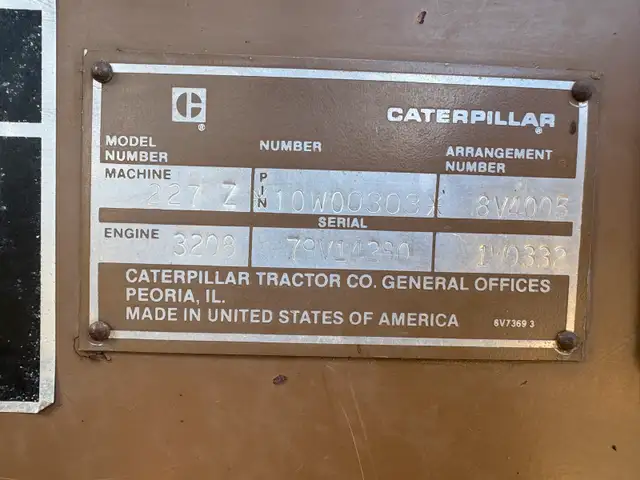 C
®
CATERPILLAR
®
MODEL NUMBER
NUMBER
ARRANGEMENT NUMBER
MACHINE
227 Z
PIN
10W00303
8V4005
SERIAL
ENGINE
3208
CATERPILLAR TRACTOR CO. GENERAL OFFICES
PEORIA, IL.
MADE IN UNITED STATES OF AMERICA
6V7369 3